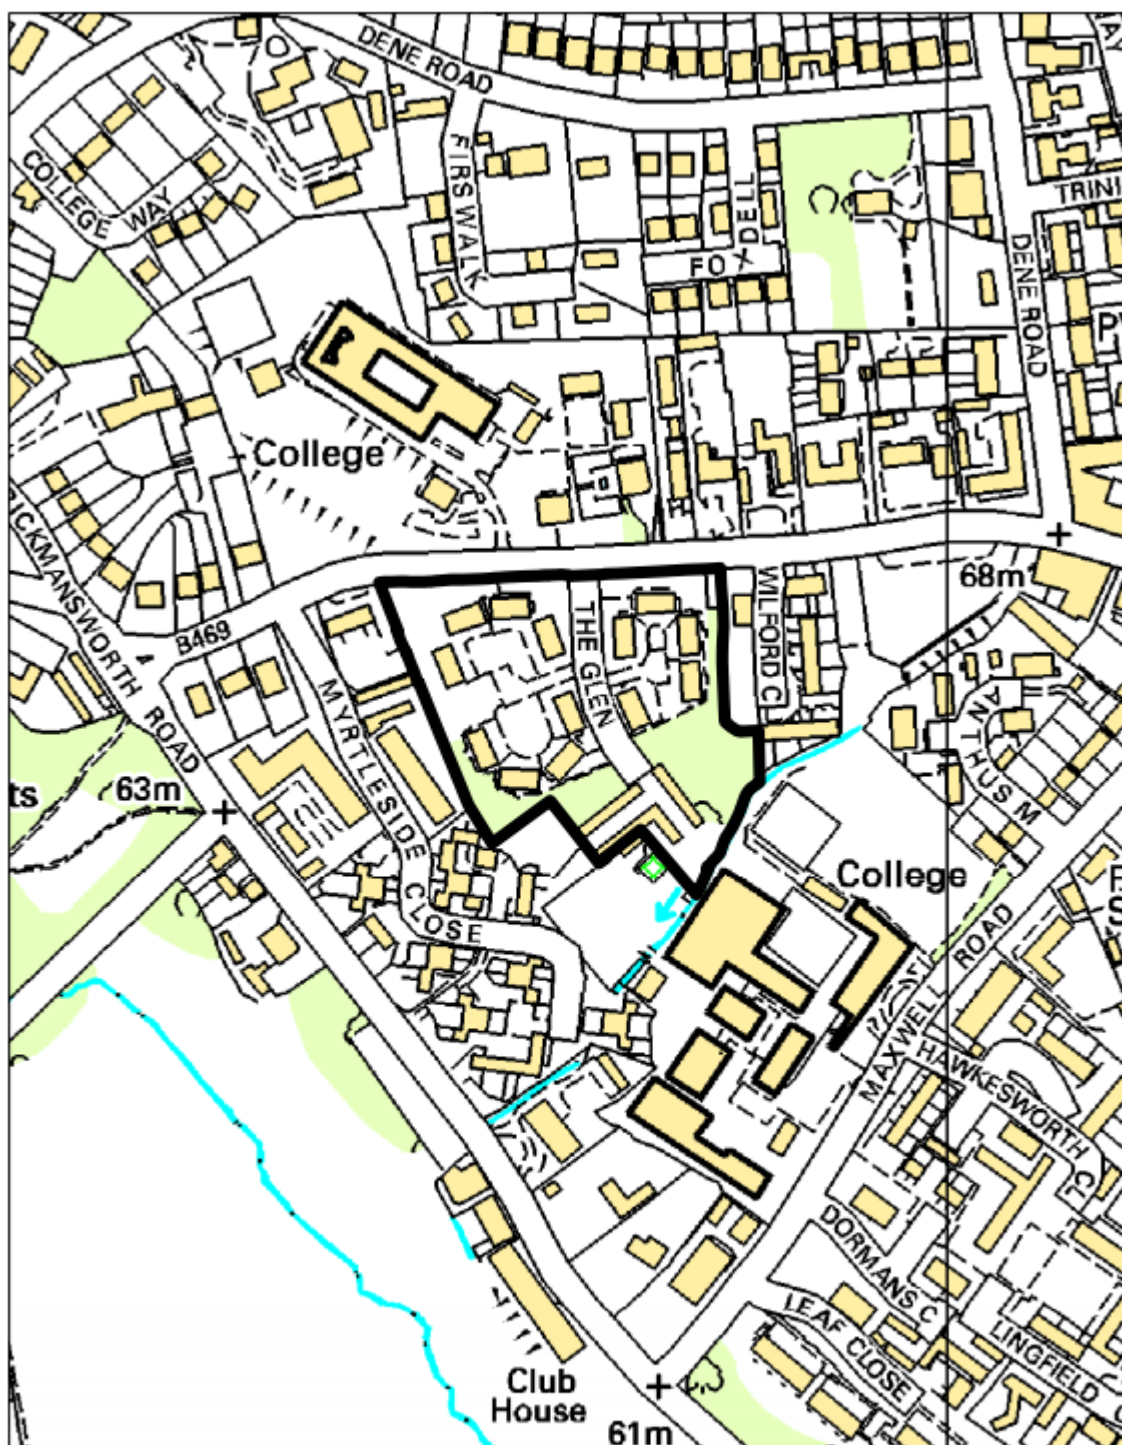 DENE ROAD
COLLEGE WAY
FIRS WALK
FOX DELL
TRINI
DENE ROAD
College
RICKMANSWORTH ROAD
B469
68m
THE GLEN
WILFORD C
MYRTLESIDE CLOSE
ANTHUS M
ts
63m
College
MAXWELL ROAD
HAWKESWORTH C
DORMANS C
LEAF CLOSE
LINGFIELD
Club
House
61m